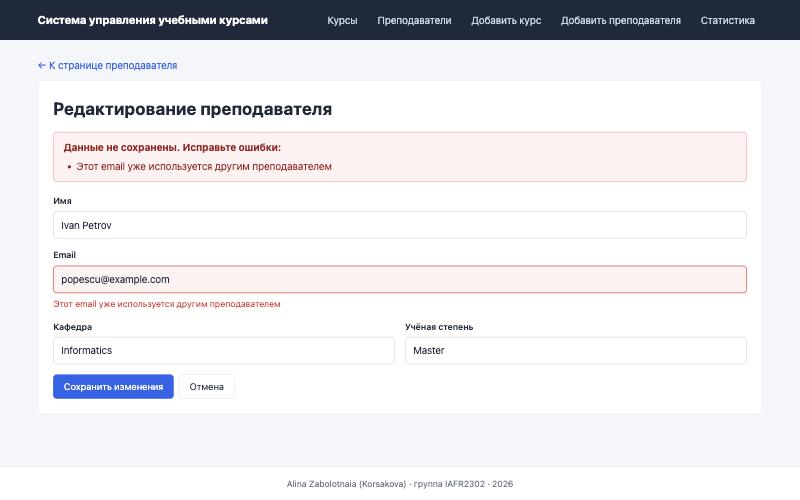 Система управления учебными курсами
Курсы Преподаватели Добавить курс Добавить преподавателя Статистика
← К странице преподавателя
Редактирование преподавателя
Данные не сохранены. Исправьте ошибки:
• Этот email уже используется другим преподавателем
Имя
Ivan Petrov
Email
popescu@example.com
Этот email уже используется другим преподавателем
Кафедра
Informatics
Учёная степень
Master
Сохранить изменения Отмена
Alina Zabolotnaia (Korsakova) · группа IAFR2302 · 2026